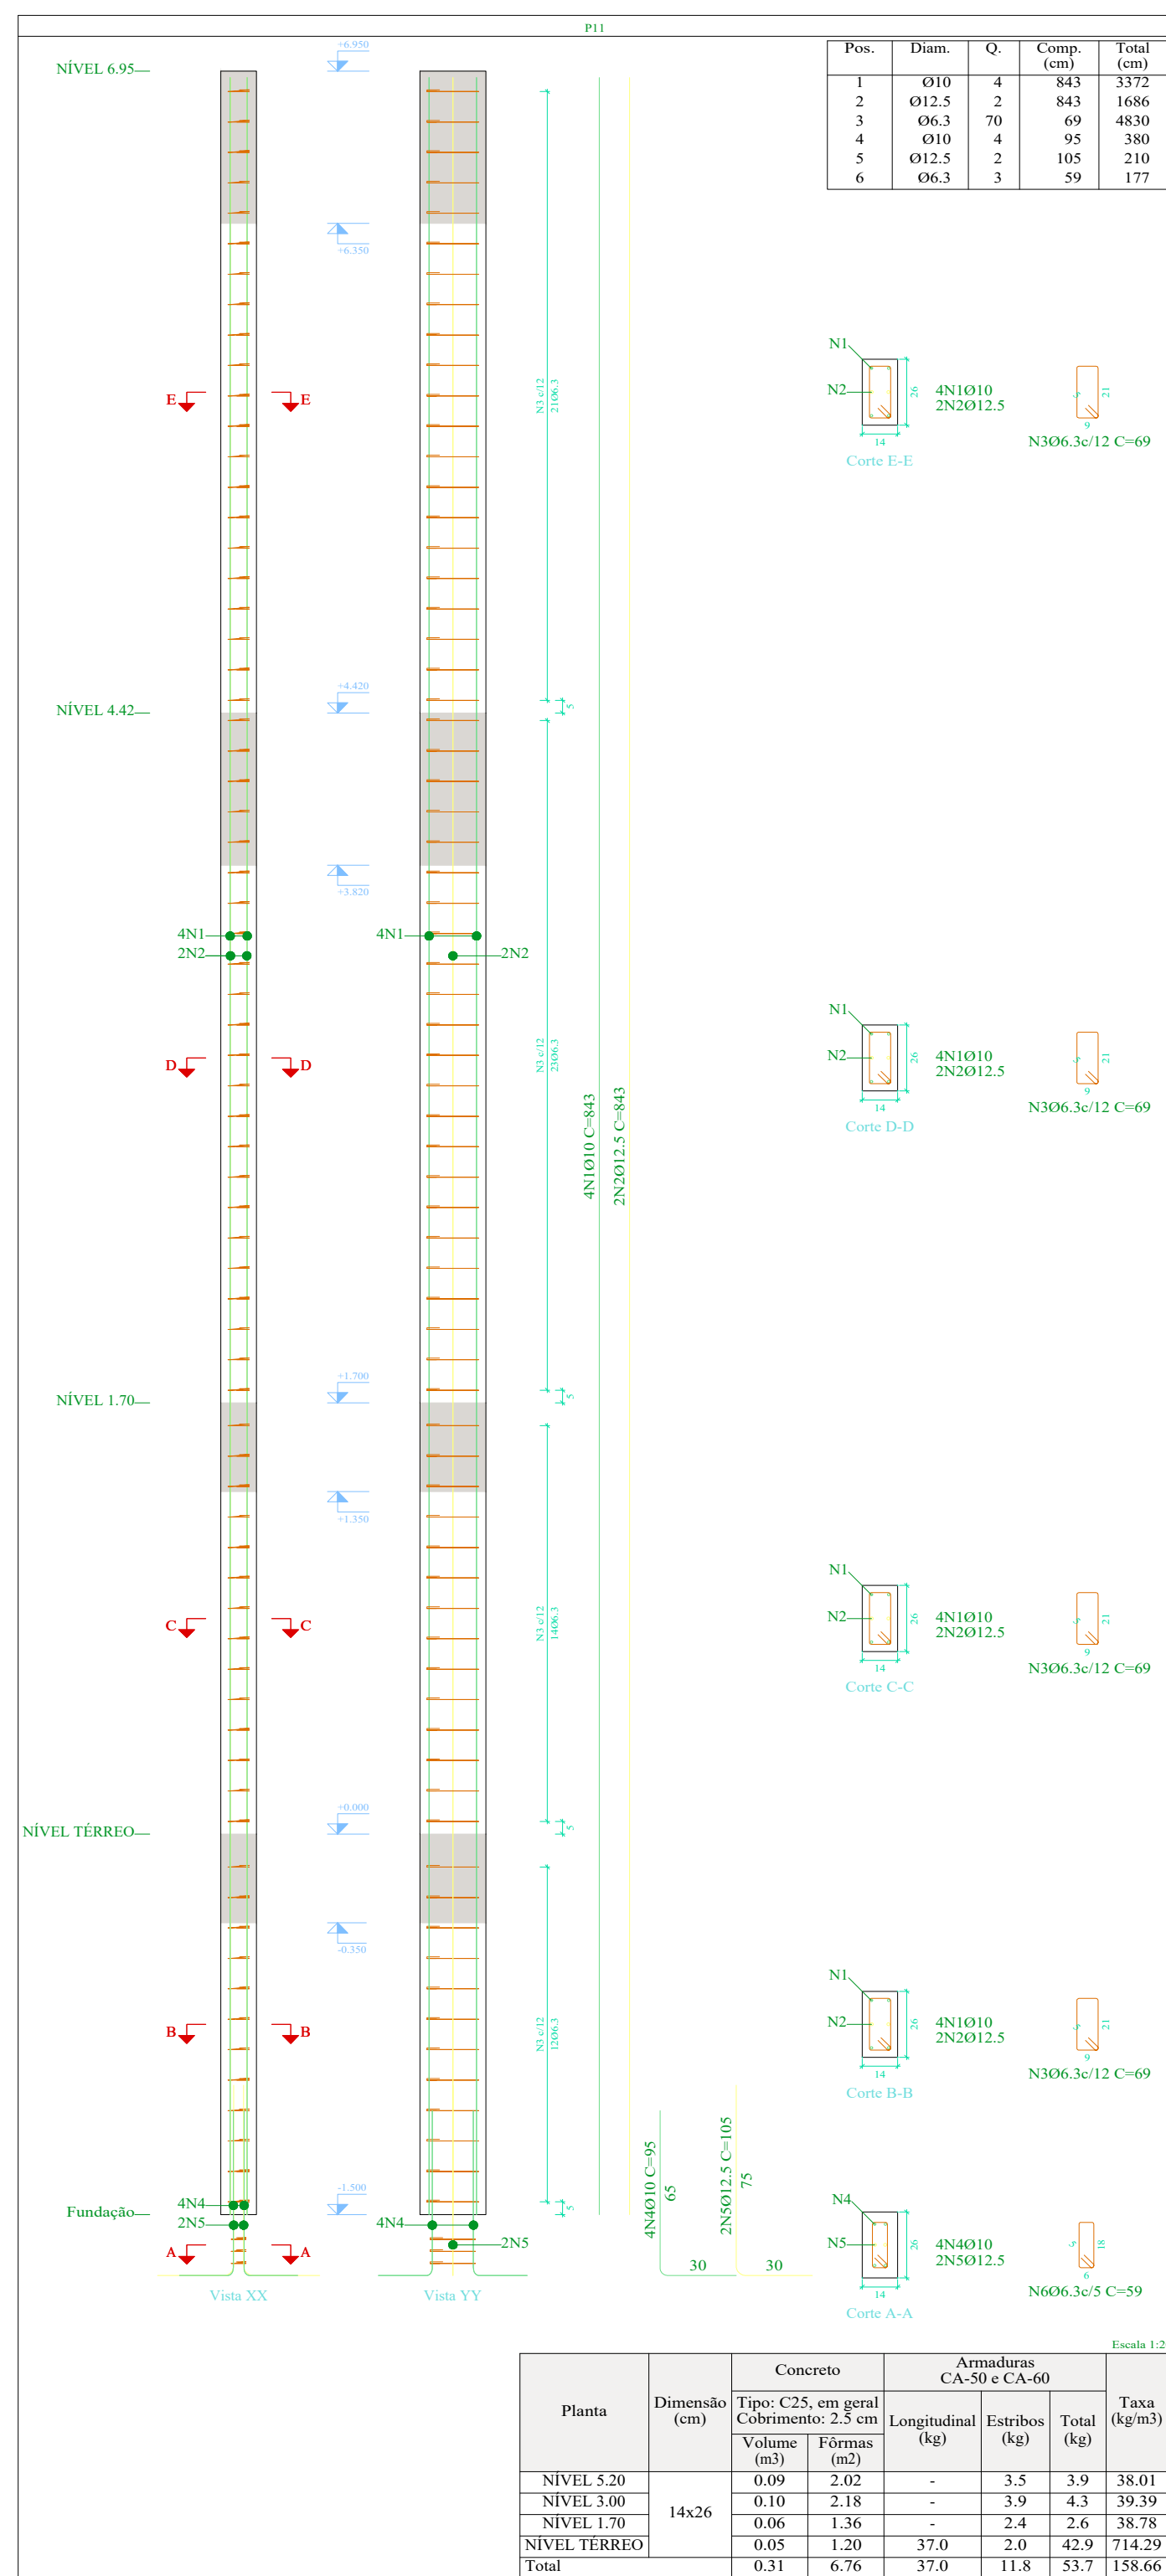 P11
Pos. Diam. Q. Comp. (cm) Total (cm)
1 Ø10 4 843 3372
2 Ø12.5 2 843 1686
3 Ø6.3 70 69 4830
4 Ø10 4 95 380
5 Ø12.5 2 105 210
6 Ø6.3 3 59 177
+6.950
NÍVEL 6.95
+6.350
N1
N2
26
14
4N1Ø10
2N2Ø12.5
Corte E-E
5
21
9
N3Ø6.3c/12 C=69
E E
N3 c/12
21Ø6.3
+4.420
NÍVEL 4.42
5
+3.820
4N1
2N2
4N1
2N2
N1
N2
26
14
4N1Ø10
2N2Ø12.5
Corte D-D
5
21
9
N3Ø6.3c/12 C=69
D D
N3 c/12
23Ø6.3
4N1Ø10 C=843
2N2Ø12.5 C=843
+1.700
NÍVEL 1.70
5
+1.350
N1
N2
26
14
4N1Ø10
2N2Ø12.5
Corte C-C
5
21
9
N3Ø6.3c/12 C=69
C C
N3 c/12
14Ø6.3
+0.000
NÍVEL TÉRREO
5
-0.350
N1
N2
26
14
4N1Ø10
2N2Ø12.5
Corte B-B
5
21
9
N3Ø6.3c/12 C=69
B B
N3 c/12
12Ø6.3
-1.500
Fundação
5
4N4
2N5
4N4
2N5
A A
4N4Ø10 C=95
65
30
2N5Ø12.5 C=105
75
30
N4
N5
26
14
4N4Ø10
2N5Ø12.5
Corte A-A
5
18
6
N6Ø6.3c/5 C=59
Vista XX
Vista YY
Escala 1:2
Planta
Dimensão (cm)
Concreto
Tipo: C25, em geral
Cobrimento: 2.5 cm
Volume (m3) Fôrmas (m2)
Armaduras
CA-50 e CA-60
Longitudinal (kg) Estribos (kg) Total (kg)
Taxa (kg/m3)
NÍVEL 5.20 0.09 2.02 - 3.5 3.9 38.01
NÍVEL 3.00 0.10 2.18 - 3.9 4.3 39.39
14x26
NÍVEL 1.70 0.06 1.36 - 2.4 2.6 38.78
NÍVEL TÉRREO 0.05 1.20 37.0 2.0 42.9 714.29
Total 0.31 6.76 37.0 11.8 53.7 158.66